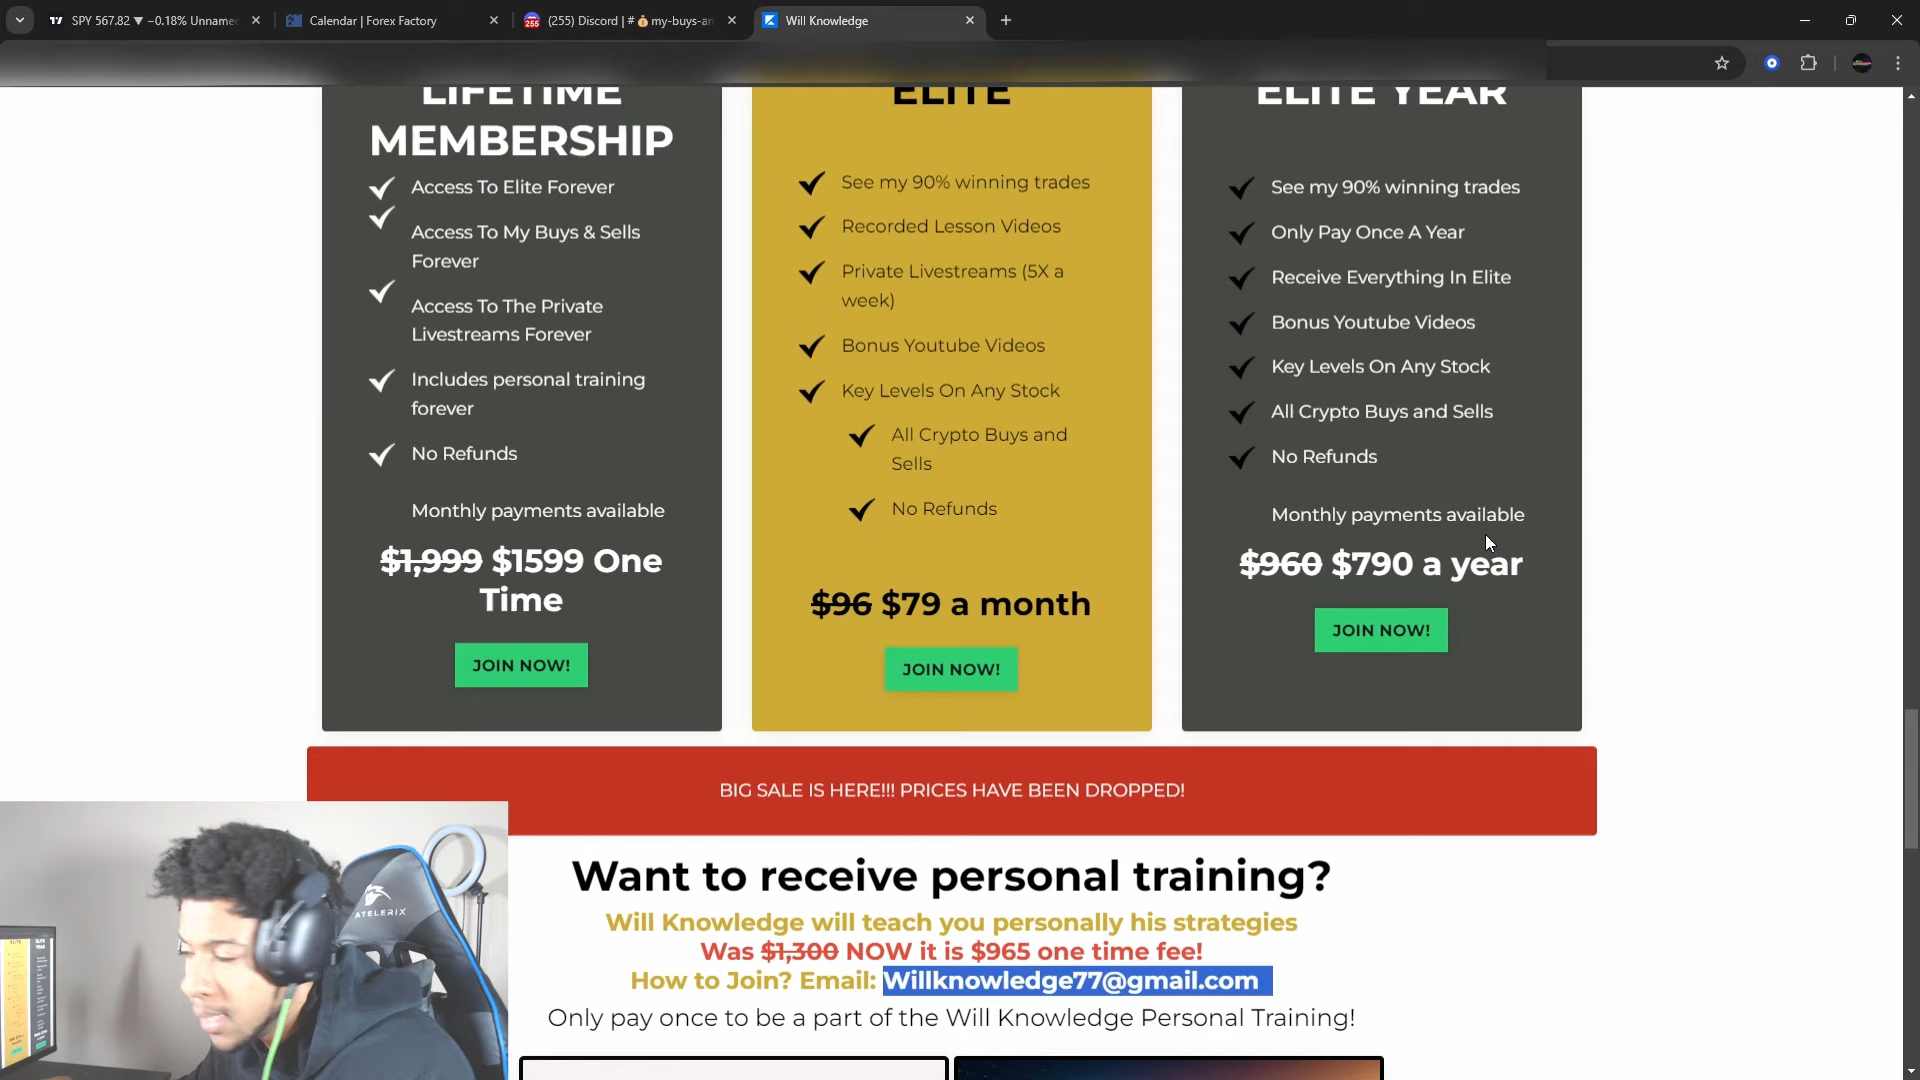 SPY 567.82 ▼ −0.18% Unname
Calendar | Forex Factory
(255) Discord | #💰my-buys-an
Will Knowledge
LIFETIME
MEMBERSHIP
Access To Elite Forever
Access To My Buys & Sells
Forever
Access To The Private
Livestreams Forever
Includes personal training
forever
No Refunds
Monthly payments available
$1,999 $1599 One
Time
JOIN NOW!
ELITE
See my 90% winning trades
Recorded Lesson Videos
Private Livestreams (5X a
week)
Bonus Youtube Videos
Key Levels On Any Stock
All Crypto Buys and
Sells
No Refunds
$96 $79 a month
JOIN NOW!
ELITE YEAR
See my 90% winning trades
Only Pay Once A Year
Receive Everything In Elite
Bonus Youtube Videos
Key Levels On Any Stock
All Crypto Buys and Sells
No Refunds
Monthly payments available
$960 $790 a year
JOIN NOW!
BIG SALE IS HERE!!! PRICES HAVE BEEN DROPPED!
Want to receive personal training?
Will Knowledge will teach you personally his strategies
Was $1,300 NOW it is $965 one time fee!
How to Join? Email: Willknowledge77@gmail.com
Only pay once to be a part of the Will Knowledge Personal Training!
ATELERIX